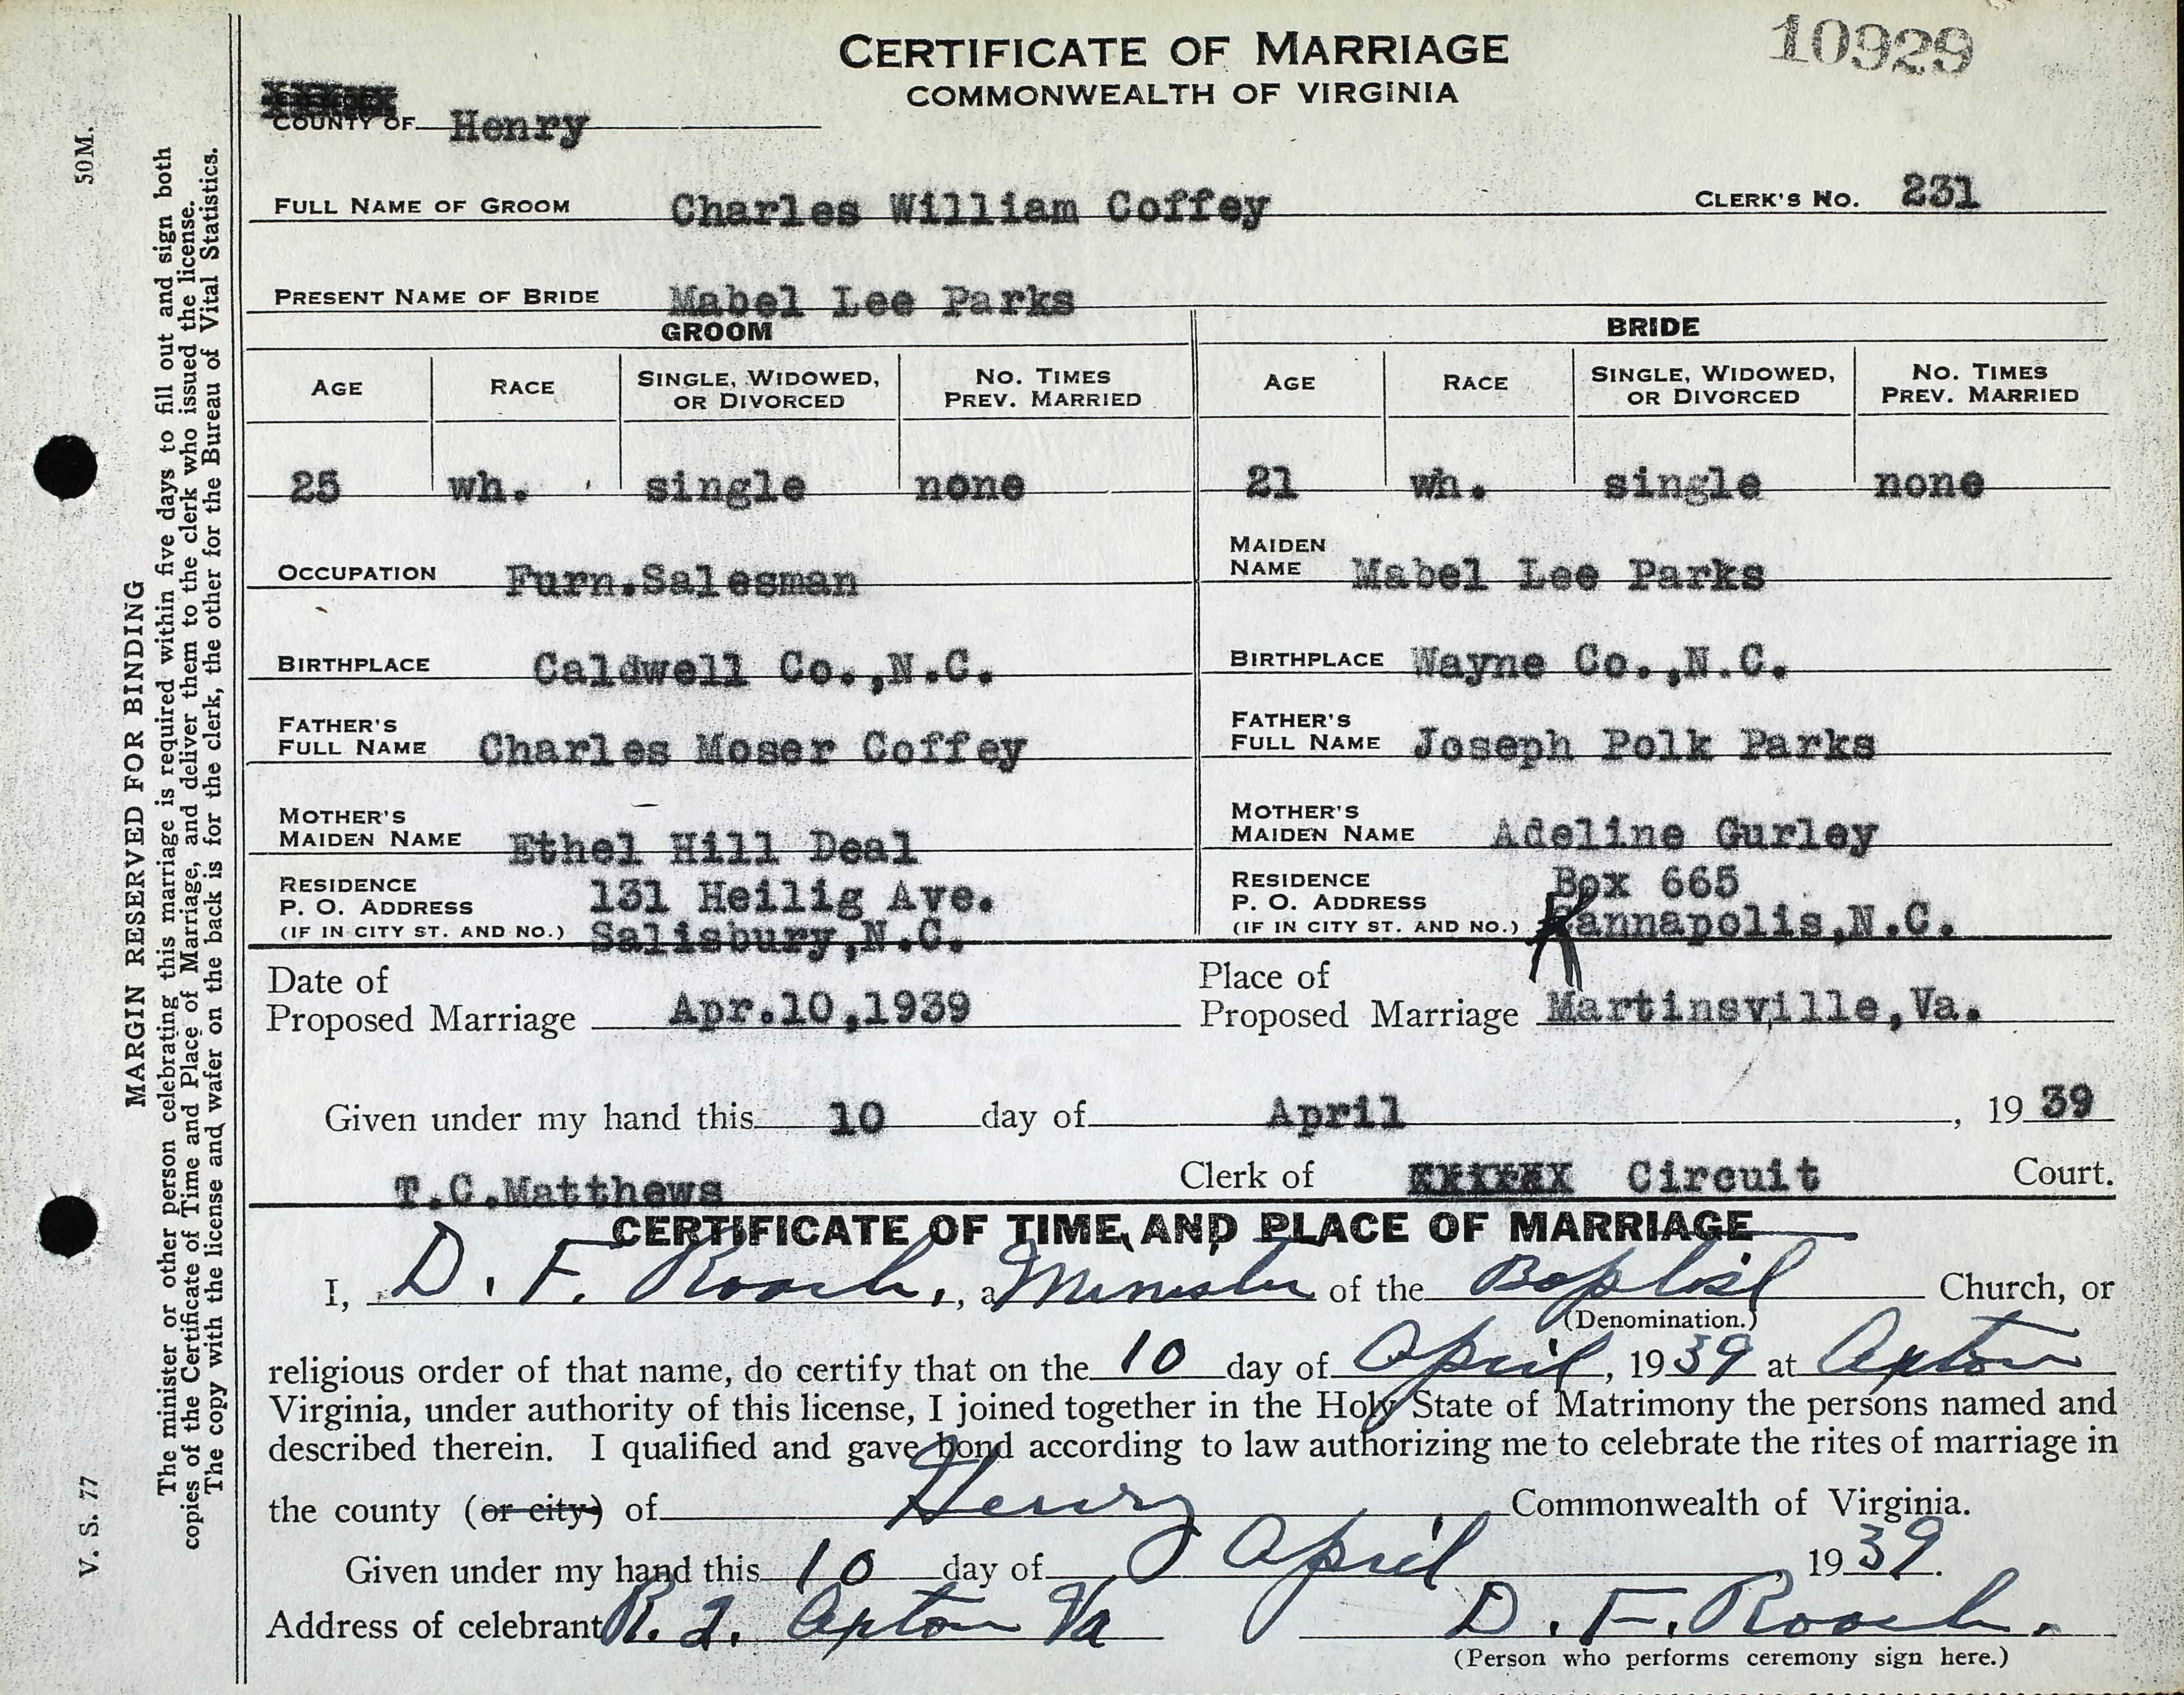 CERTIFICATE OF MARRIAGE
10929
COMMONWEALTH OF VIRGINIA
COUNTY OF Henry
FULL NAME OF GROOM Charles William Coffey CLERK'S NO. 231
PRESENT NAME OF BRIDE Mabel Lee Parks
GROOM BRIDE
AGE RACE SINGLE, WIDOWED, OR DIVORCED NO. TIMES PREV. MARRIED AGE RACE SINGLE, WIDOWED, OR DIVORCED NO. TIMES PREV. MARRIED
25 wh. single none 21 wh. single none
OCCUPATION Furn.Salesman MAIDEN NAME Mabel Lee Parks
BIRTHPLACE Caldwell Co.,N.C. BIRTHPLACE Wayne Co.,N.C.
FATHER'S FULL NAME Charles Moser Coffey FATHER'S FULL NAME Joseph Polk Parks
MOTHER'S MAIDEN NAME Ethel Hill Deal MOTHER'S MAIDEN NAME Adeline Gurley
RESIDENCE P. O. ADDRESS (IF IN CITY ST. AND NO.) 131 Heilig Ave. Salisbury,N.C. RESIDENCE P. O. ADDRESS (IF IN CITY ST. AND NO.) Box 665 Kannapolis,N.C.
Date of Proposed Marriage Apr.10,1939 Place of Proposed Marriage Martinsville,Va.
Given under my hand this 10 day of April, 1939
T.C.Matthews Clerk of Circuit Court.
CERTIFICATE OF TIME AND PLACE OF MARRIAGE
I, D. F. Roach, a Minister of the Baptist Church, or
(Denomination.)
religious order of that name, do certify that on the 10 day of April, 1939 at Axton
Virginia, under authority of this license, I joined together in the Holy State of Matrimony the persons named and
described therein. I qualified and gave bond according to law authorizing me to celebrate the rites of marriage in
the county (or city) of Henry Commonwealth of Virginia.
Given under my hand this 10 day of April 1939.
Address of celebrant R. 2. Axton Va D. F. Roach.
(Person who performs ceremony sign here.)
V. S. 77 50M.
MARGIN RESERVED FOR BINDING
The minister or other person celebrating this marriage is required within five days to fill out and sign both
copies of the Certificate of Time and Place of Marriage, and deliver them to the clerk who issued the license.
The copy with the license and wafer on the back is for the clerk, the other for the Bureau of Vital Statistics.